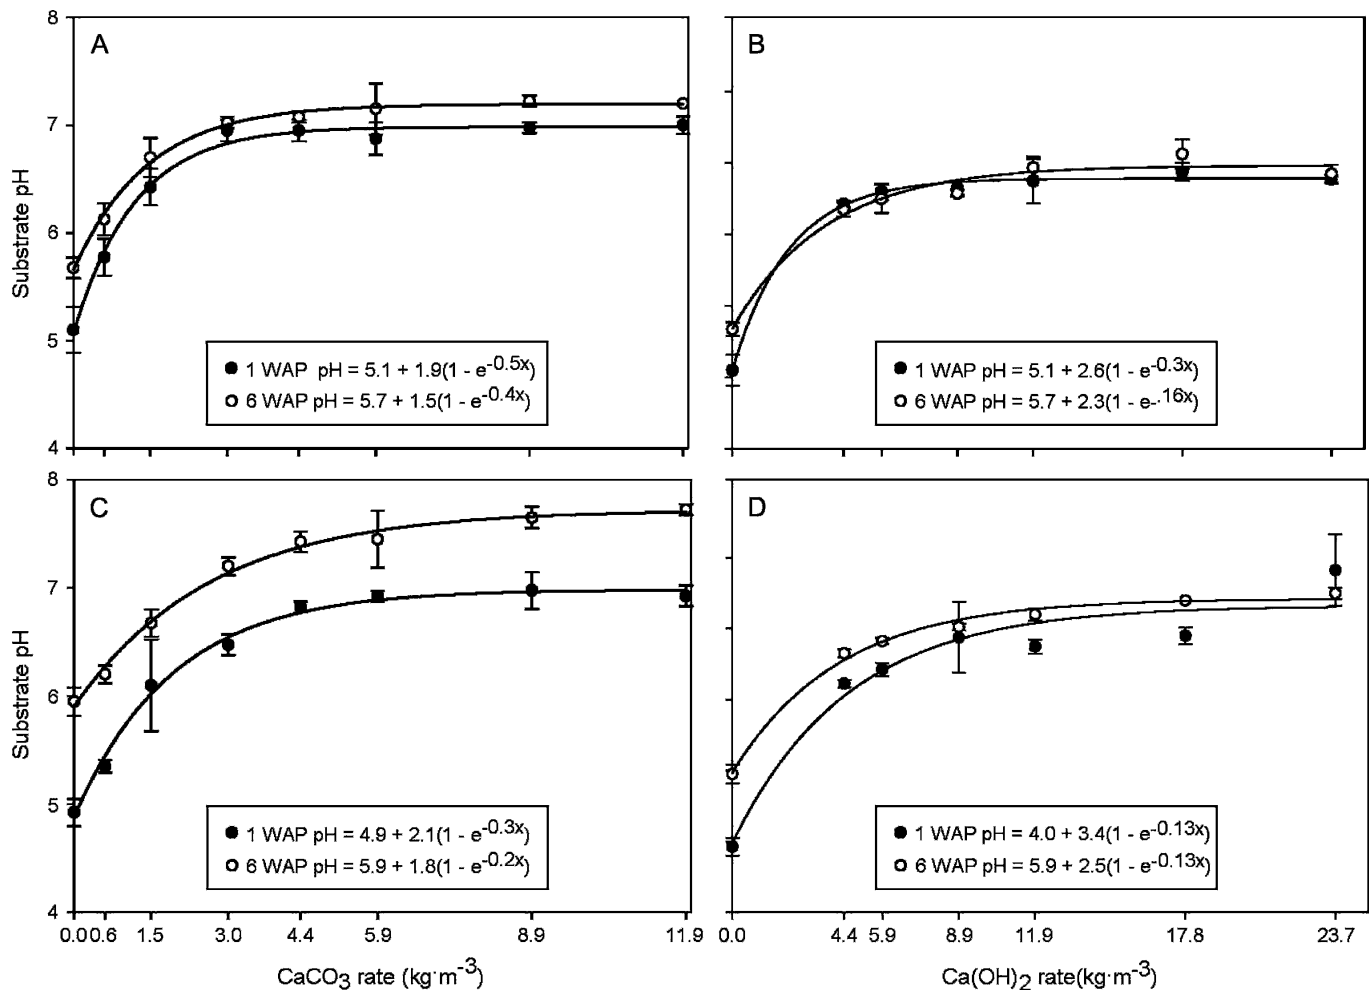 8
A
B
7
6
5
4
Substrate pH
1 WAP pH = 5.1 + 1.9(1 - e-0.5x)
6 WAP pH = 5.7 + 1.5(1 - e-0.4x)
1 WAP pH = 5.1 + 2.6(1 - e-0.3x)
6 WAP pH = 5.7 + 2.3(1 - e-.16x)
8
C
D
7
6
5
4
Substrate pH
1 WAP pH = 4.9 + 2.1(1 - e-0.3x)
6 WAP pH = 5.9 + 1.8(1 - e-0.2x)
1 WAP pH = 4.0 + 3.4(1 - e-0.13x)
6 WAP pH = 5.9 + 2.5(1 - e-0.13x)
0.0 0.6 1.5 3.0 4.4 5.9 8.9 11.9
0.0 4.4 5.9 8.9 11.9 17.8 23.7
CaCO3 rate (kg·m-3)
Ca(OH)2 rate(kg·m-3)